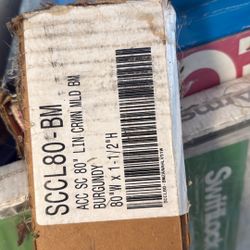 SCCL80-BM
ACC SC 80" LIN CRWN MLD BM
BURGUNDY
80"W x 1-1/2"H
SwiftLock